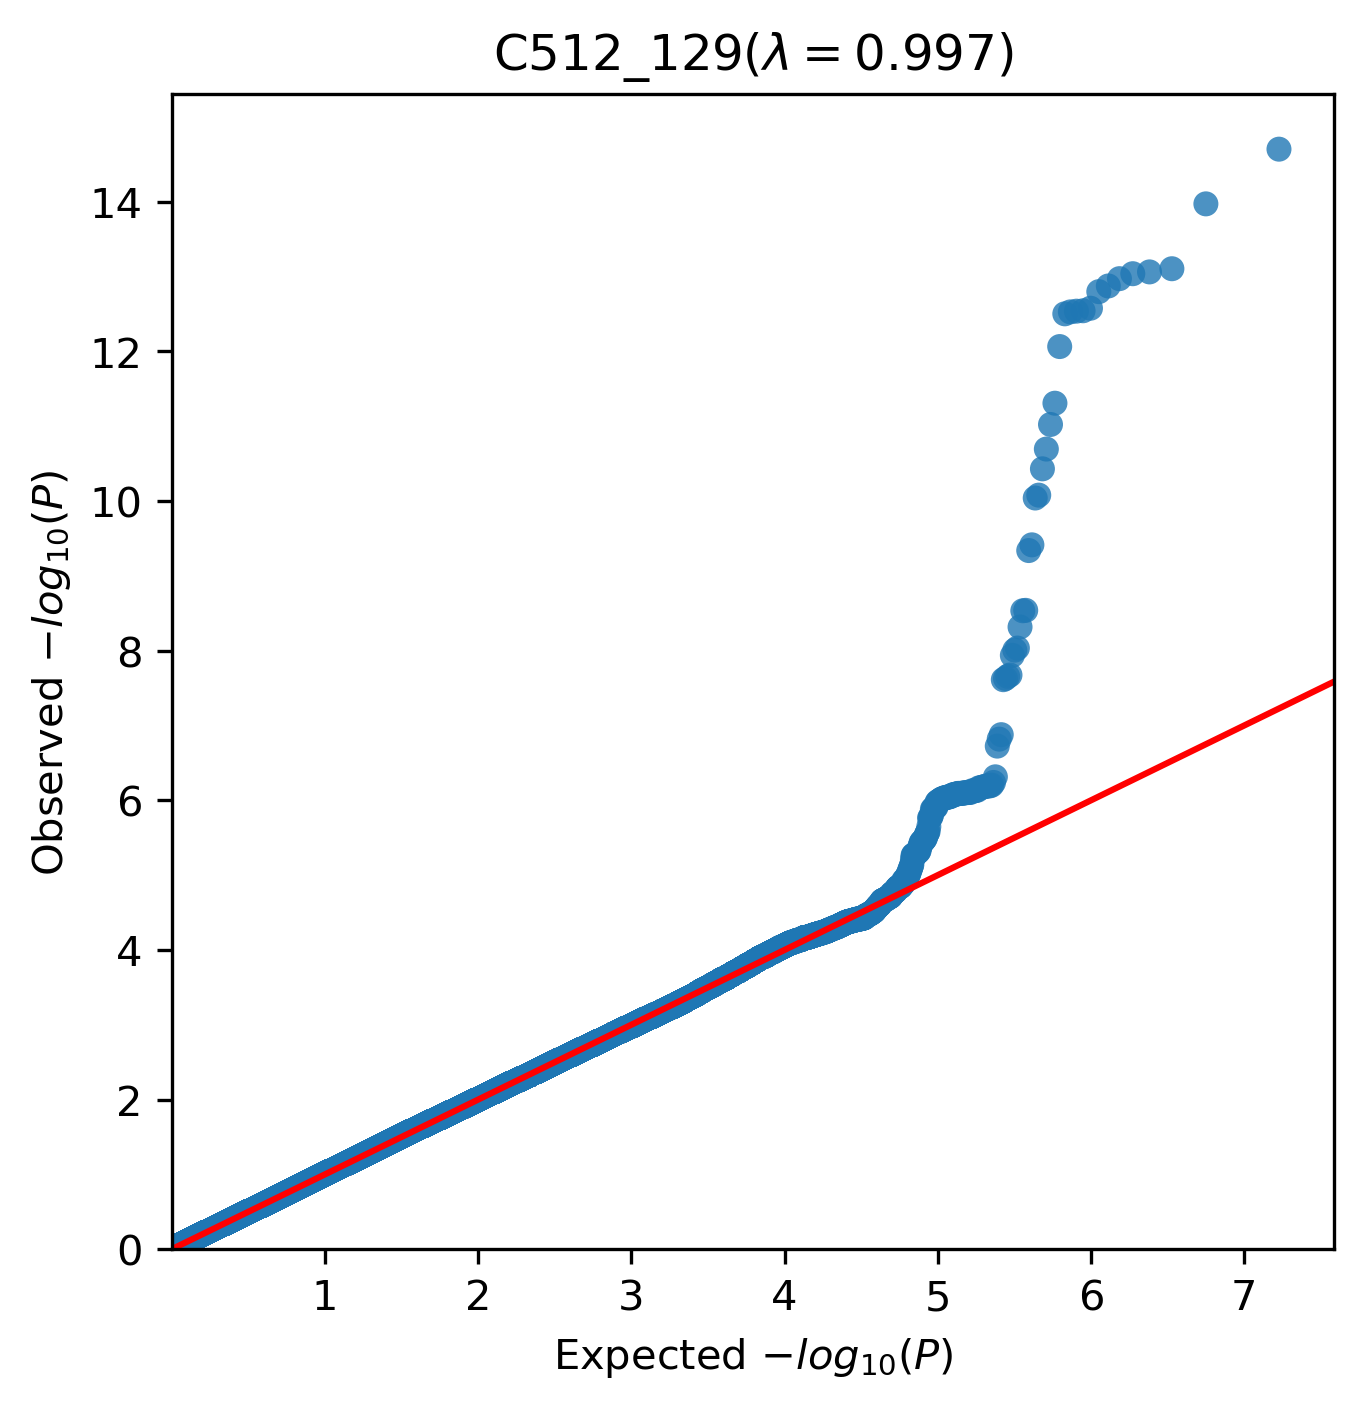 C512_129(λ = 0.997)
14
12
10
8
6
4
2
0
Observed −log₁₀(P)
1 2 3 4 5 6 7
Expected −log₁₀(P)